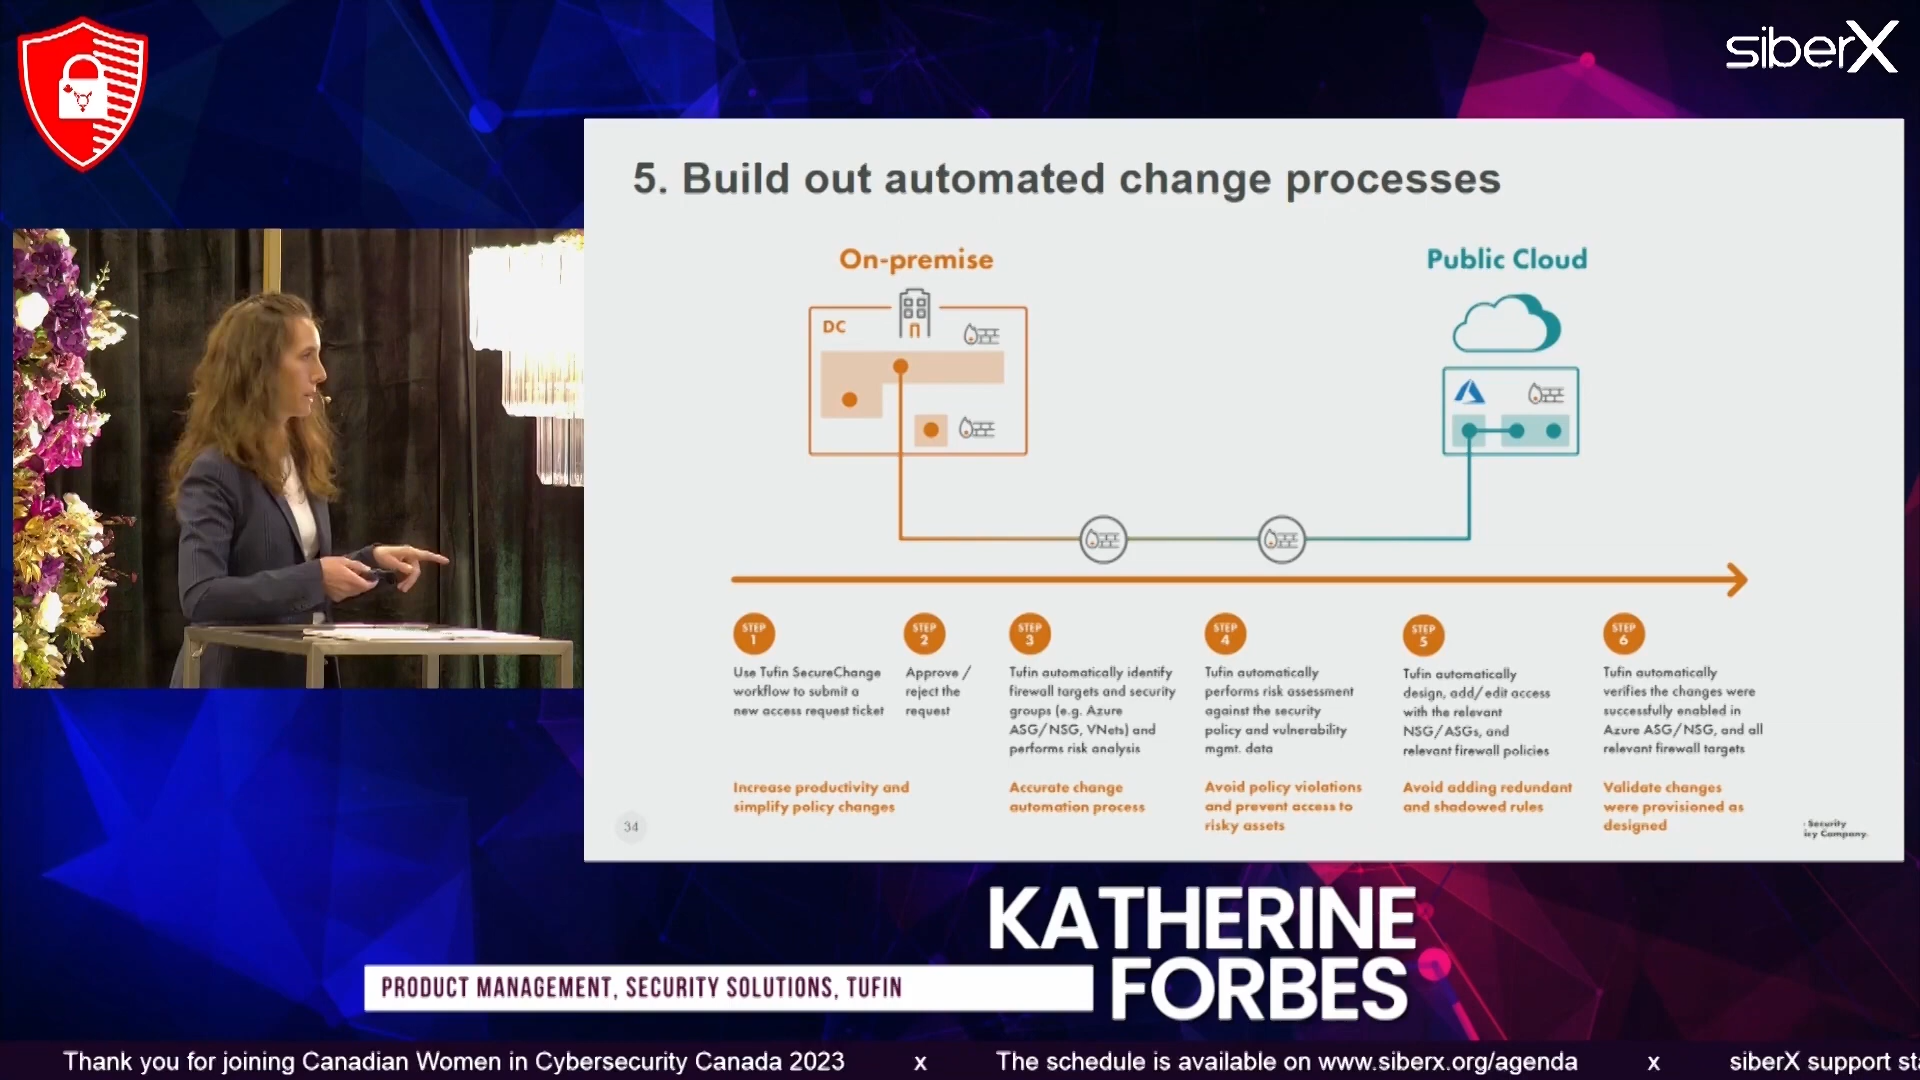 siberX
5. Build out automated change processes
On-premise
Public Cloud
DC
STEP
1
Use Tufin SecureChange
workflow to submit a
new access request ticket
STEP
2
Approve /
reject the
request
STEP
3
Tufin automatically identify
firewall targets and security
groups (e.g. Azure
ASG/NSG, VNets) and
performs risk analysis
STEP
4
Tufin automatically
performs risk assessment
against the security
policy and vulnerability
mgmt. data
STEP
5
Tufin automatically
design, add/edit access
with the relevant
NSG/ASGs, and
relevant firewall policies
STEP
6
Tufin automatically
verifies the changes were
successfully enabled in
Azure ASG/NSG, and all
relevant firewall targets
Increase productivity and
simplify policy changes
Accurate change
automation process
Avoid policy violations
and prevent access to
risky assets
Avoid adding redundant
and shadowed rules
Validate changes
were provisioned as
designed
34
Security
icy Company.
KATHERINE
FORBES
PRODUCT MANAGEMENT, SECURITY SOLUTIONS, TUFIN
Thank you for joining Canadian Women in Cybersecurity Canada 2023 x The schedule is available on www.siberx.org/agenda x siberX support sta